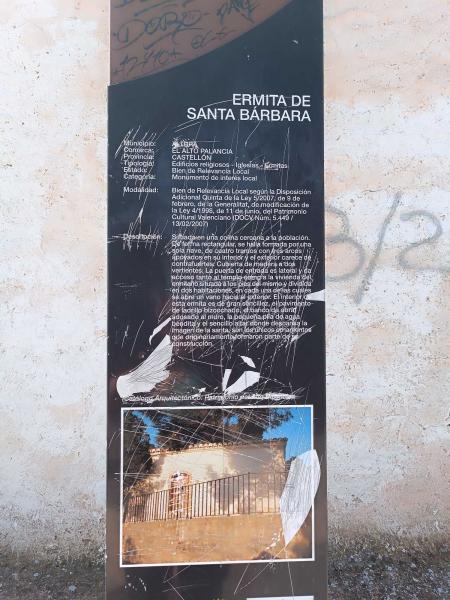 ERMITA DE
SANTA BÁRBARA
Municipio:
Comarca: EL ALTO PALANCIA
Provincia: CASTELLÓN
Tipología: Edificios religiosos - Iglesias - Ermitas
Estado: Bien de Relevancia Local
Categoría: Monumento de interés local
Modalidad: Bien de Relevancia Local según la Disposición
Adicional Quinta de la Ley 5/2007, de 9 de
febrero, de la Generalitat, de modificación de
la Ley 4/1998, de 11 de junio, del Patrimonio
Cultural Valenciano (DOCV Núm. 5.449 /
13/02/2007)
Descripción: Situada en una colina cercana a la población.
De forma rectangular, se halla formada por una
sola nave, de cuatro tramos con tres arcos
apoyados en su interior y el exterior carece de
contrafuertes. Cubierta de madera a dos
vertientes. La puerta de entrada es lateral y da
acceso tanto al templo como a la vivienda del
ermitaño situada a los pies del mismo y dividida
en dos habitaciones, en cada una de las cuales
se abre un vano hacia el exterior. El interior de
esta ermita es de gran sencillez, el pavimento
de ladrillo bizcochado, el banco de obra
adosado al muro, la pequeña pila de agua
bendita y el sencillo altar donde descansa la
imagen de la santa, son los únicos ornamentos
que originariamente formaron parte de su
construcción.
Catálogo Arquitectónico. Patrimonio del Alto Palancia